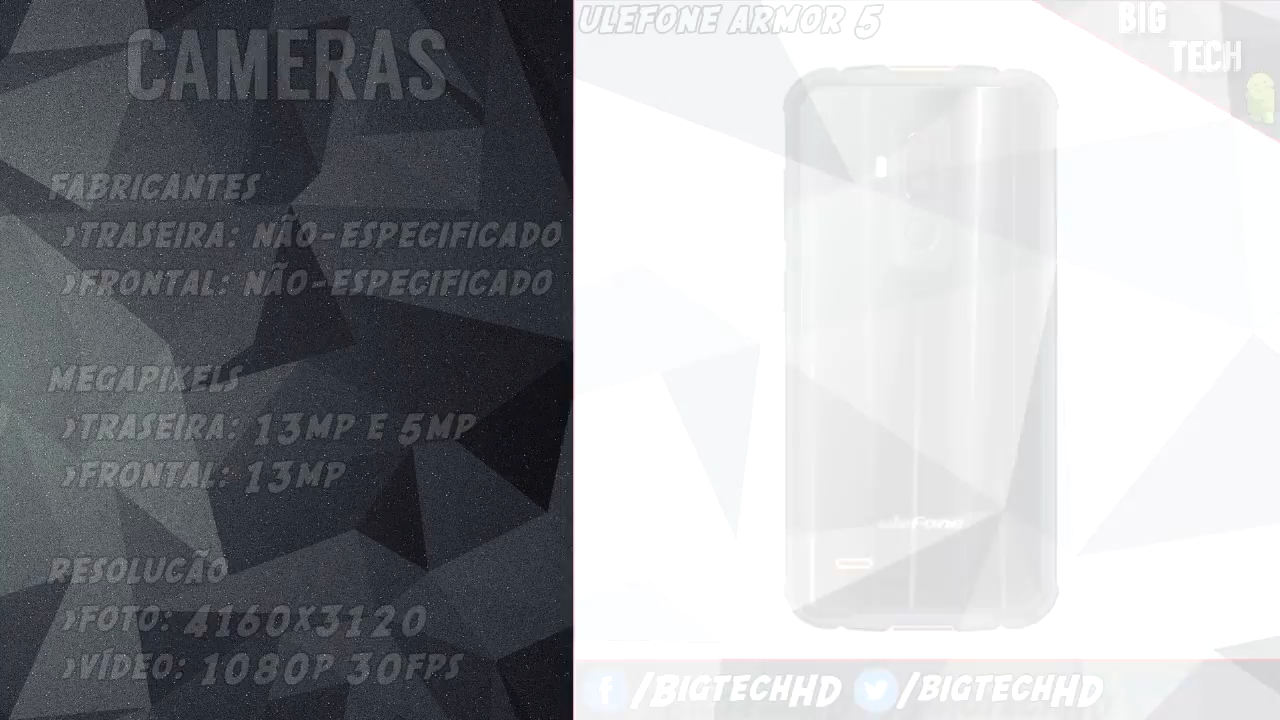 CAMERAS
FABRICANTES
›TRASEIRA: NÃO-ESPECIFICADO
›FRONTAL: NÃO-ESPECIFICADO
MEGAPIXELS
›TRASEIRA: 13MP E 5MP
›FRONTAL: 13MP
RESOLUCÃO
›FOTO: 4160X3120
›VÍDEO: 1080P 30FPS
ULEFONE ARMOR 5
BIG
TECH
ulefone
f /BIGTECHHD /BIGTECHHD